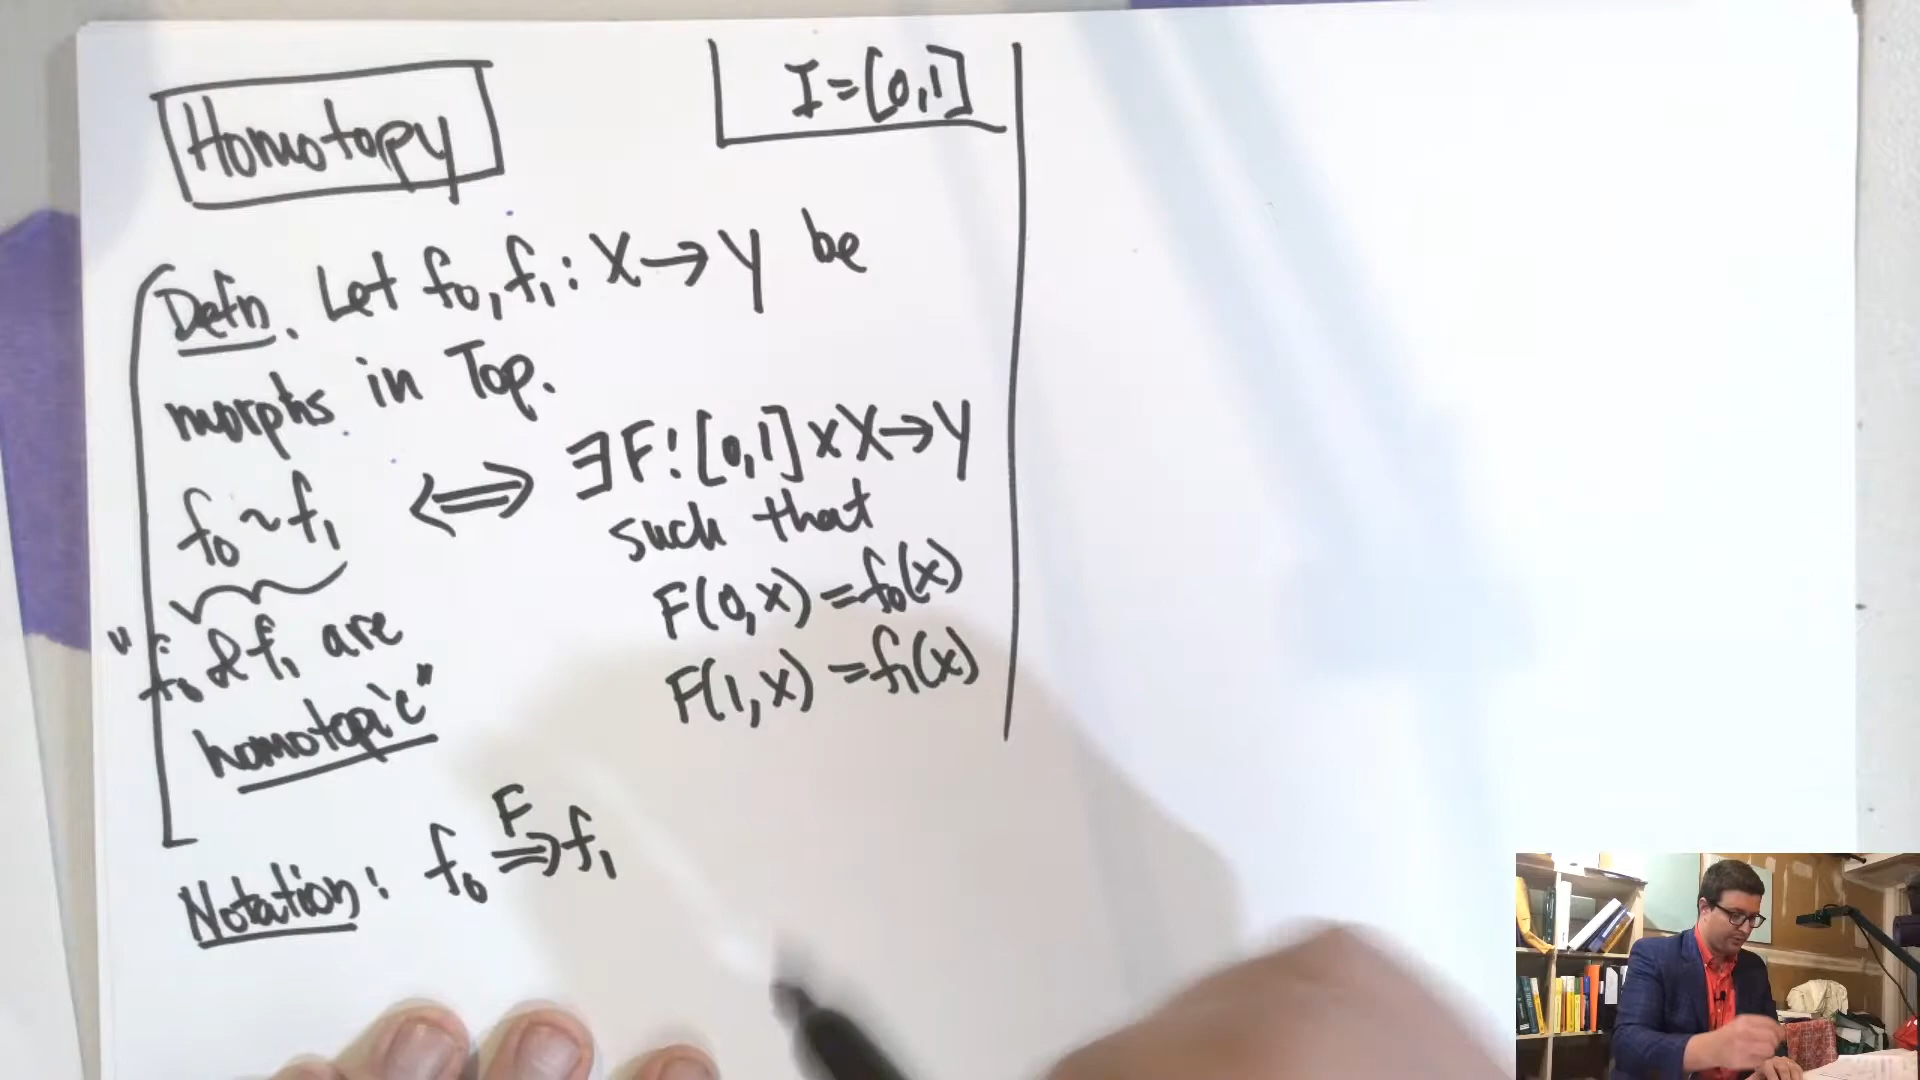 Homotopy
I=[0,1]
Defn. Let f₀,f₁: X→Y be
morphs in Top.
f₀~f₁ ⟺ ∃F:[0,1]×X→Y
such that
F(0,x)=f₀(x)
F(1,x)=f₁(x)
"f₀ & f₁ are
homotopic"
Notation: f₀ ⇒ f₁
F